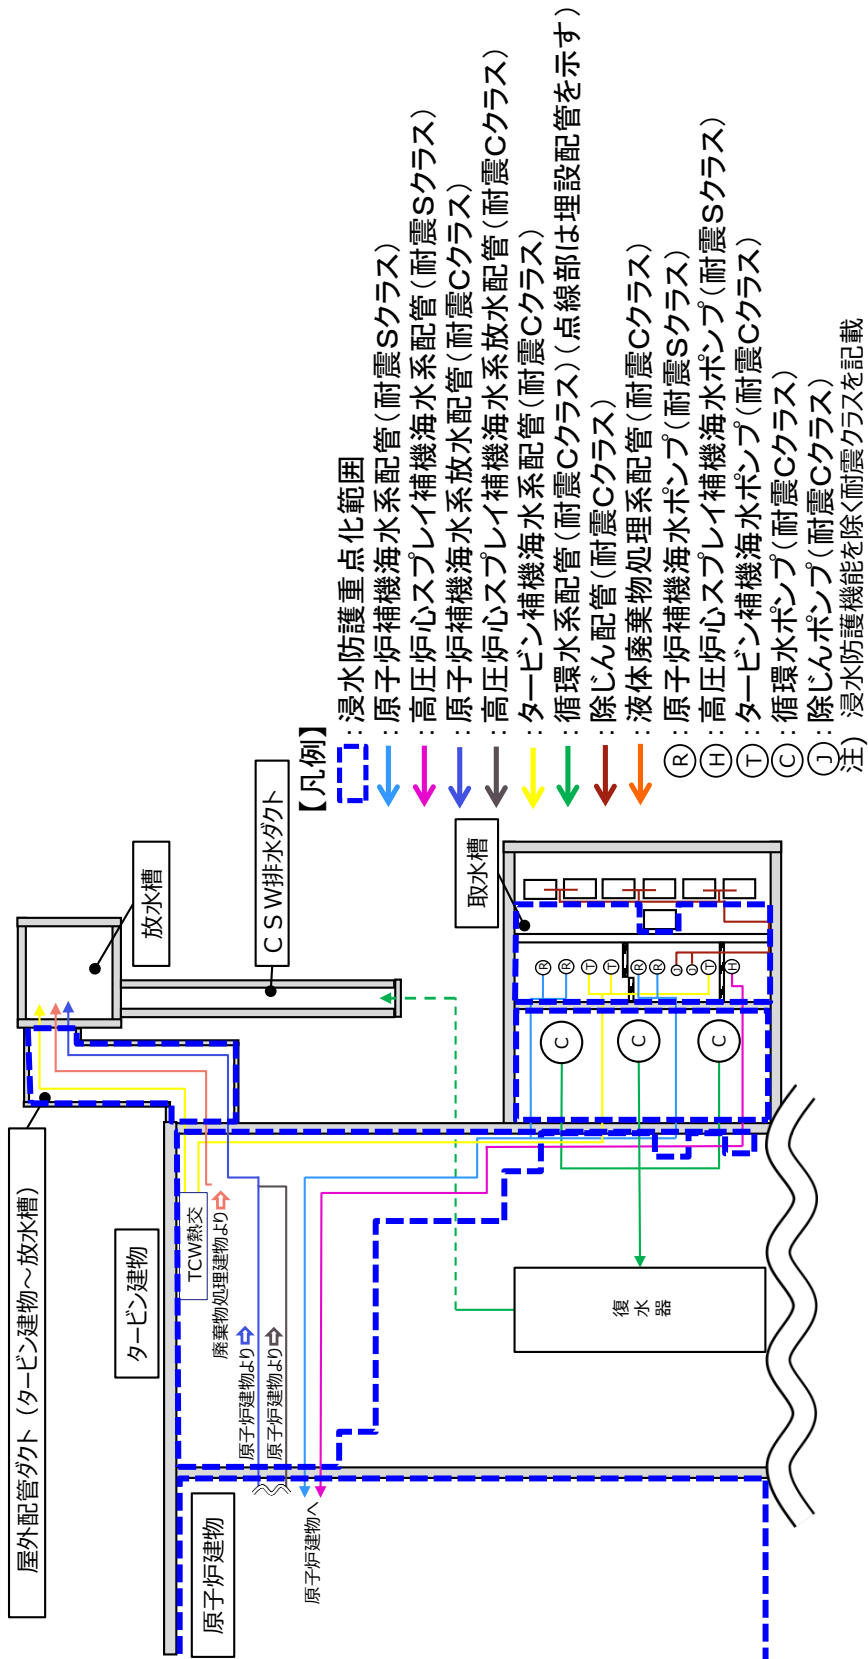 屋外配管ダクト（タービン建物～放水槽）
放水槽
ＣＳＷ排水ダクト
タービン建物
TCW熱交
廃棄物処理建物より
原子炉建物より
原子炉建物より
原子炉建物
原子炉建物へ
取水槽
R
R
T
T
R
R
J
J
T
H
C
C
C
復水器
【凡例】
：浸水防護重点化範囲
：原子炉補機海水系配管（耐震Sクラス）
：高圧炉心スプレイ補機海水系配管（耐震Sクラス）
：原子炉補機海水系放水配管（耐震Cクラス）
：高圧炉心スプレイ補機海水系放水配管（耐震Cクラス）
：タービン補機海水系配管（耐震Cクラス）
：循環水系配管（耐震Cクラス）（点線部は埋設配管を示す）
：除じん配管（耐震Cクラス）
：液体廃棄物処理系配管（耐震Cクラス）
R：原子炉補機海水ポンプ（耐震Sクラス）
H：高圧炉心スプレイ補機海水ポンプ（耐震Sクラス）
T：タービン補機海水ポンプ（耐震Cクラス）
C：循環水ポンプ（耐震Cクラス）
J：除じんポンプ（耐震Cクラス）
注）浸水防護機能を除く耐震クラスを記載